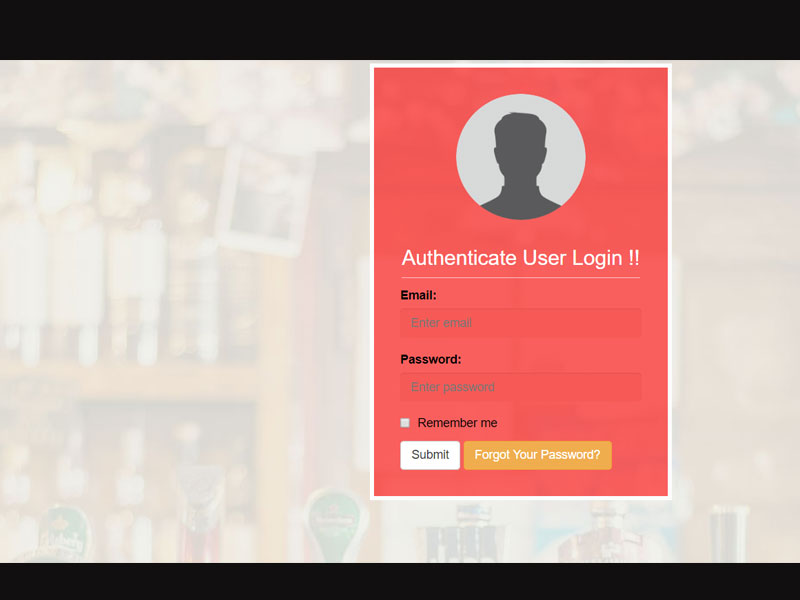 Authenticate User Login !!
Email:
Enter email
Password:
Enter password
Remember me
Submit Forgot Your Password?